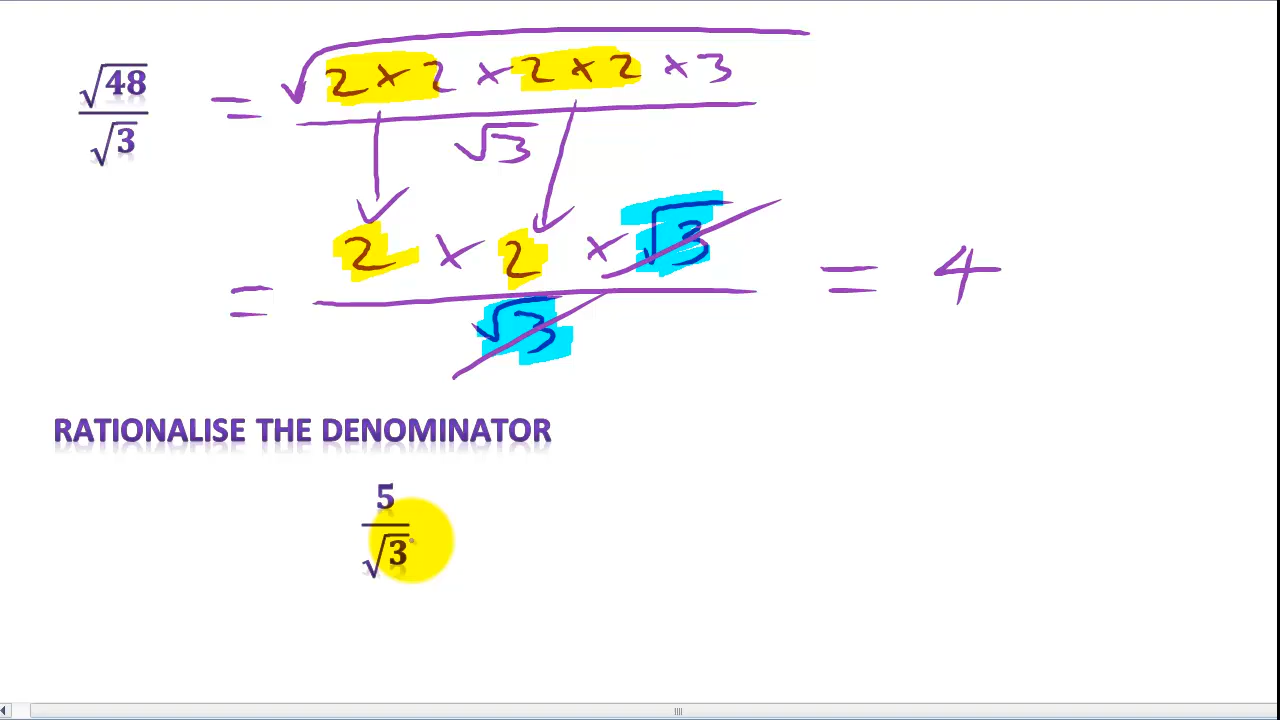 √48 / √3 = √(2 × 2 × 2 × 2 × 3) / √3
= 2 × 2 × √3 / √3 = 4
RATIONALISE THE DENOMINATOR
5 / √3